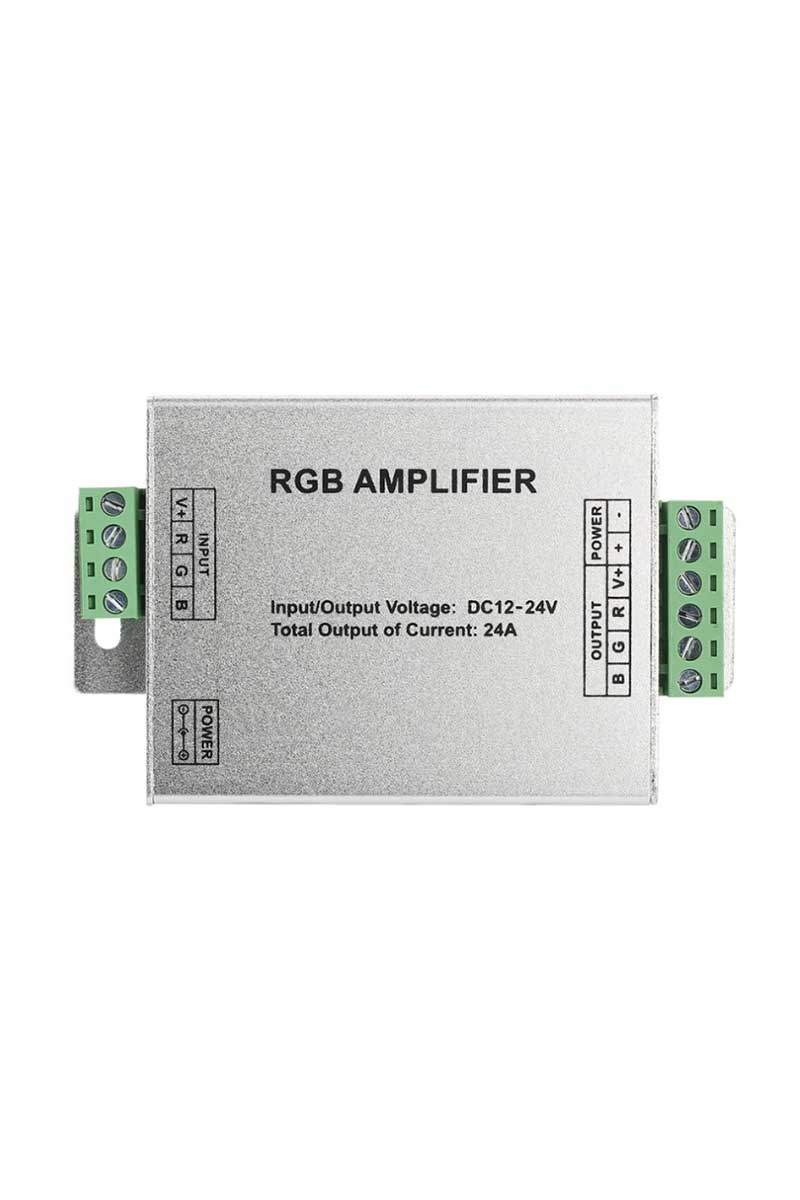 RGB AMPLIFIER
Input/Output Voltage: DC12-24V
Total Output of Current: 24A
INPUT
V+ R G B
POWER
POWER
- +
OUTPUT
V+ R G B